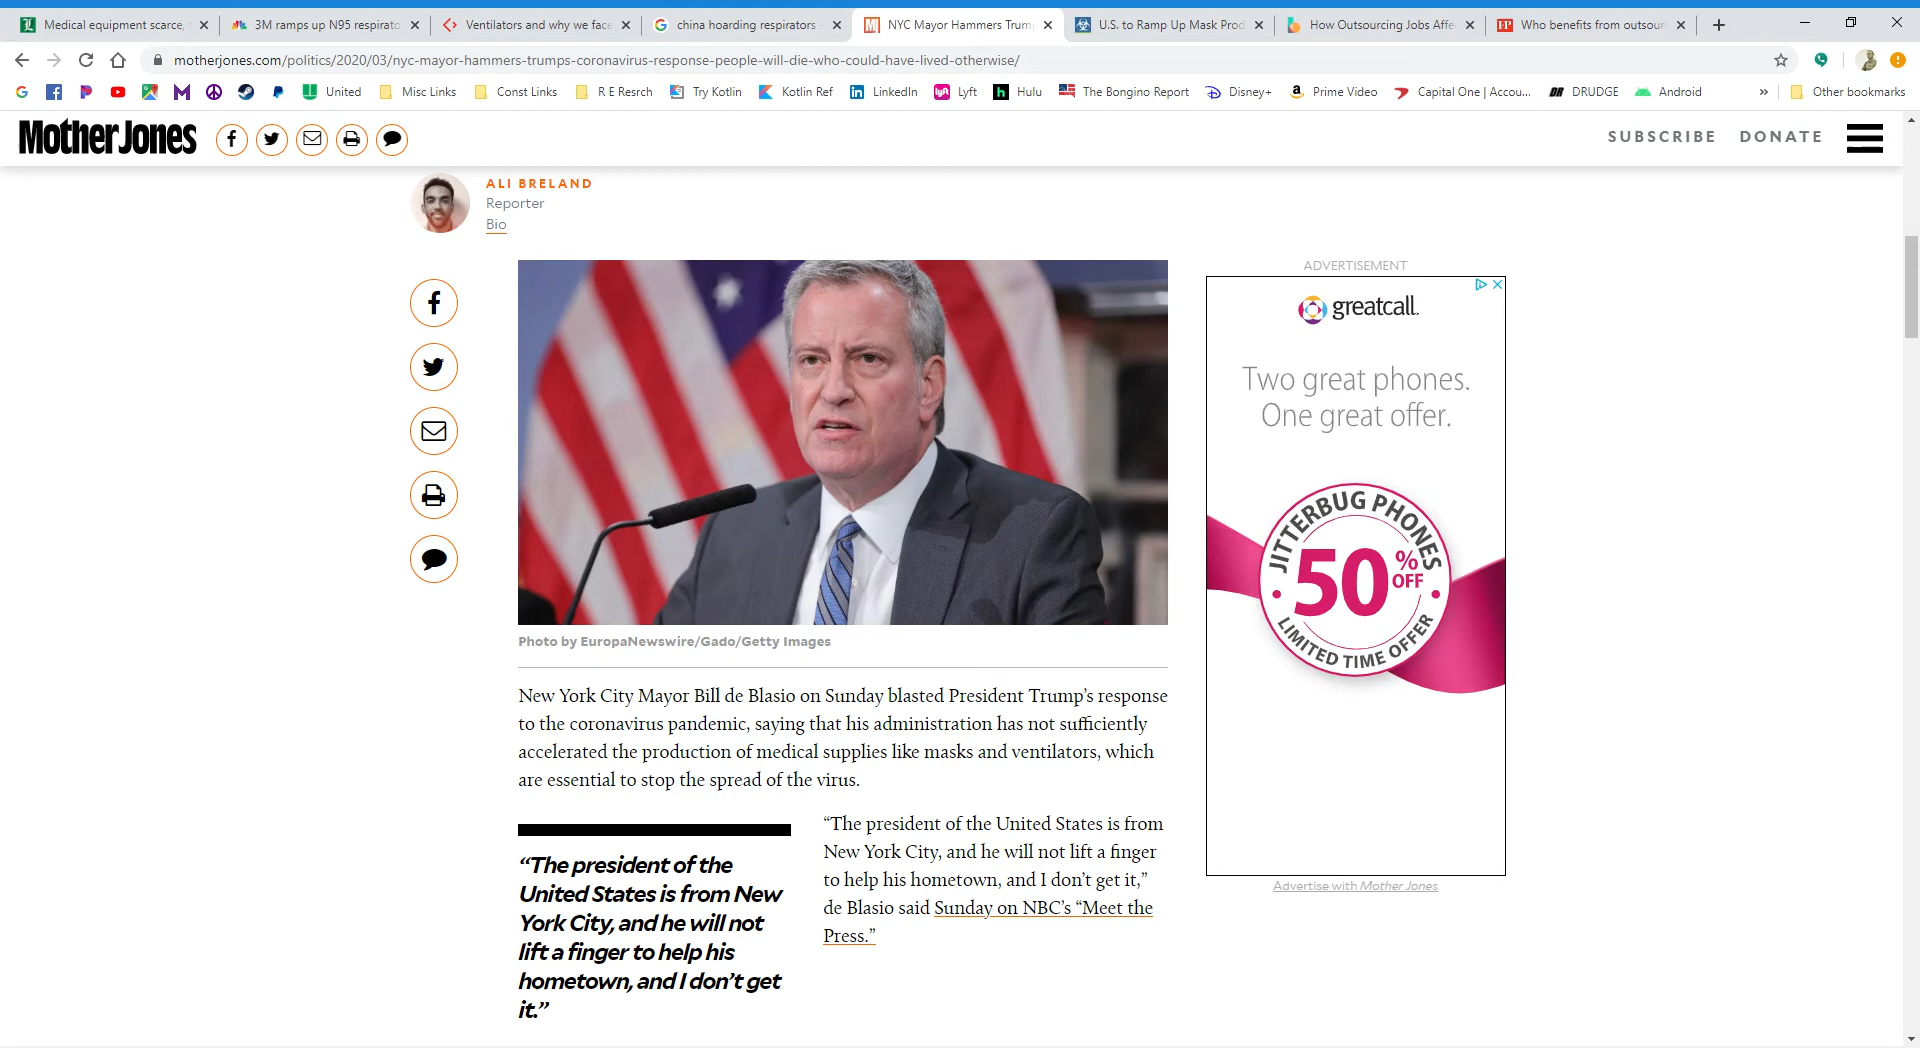 Medical equipment scarce,
3M ramps up N95 respirato
Ventilators and why we face
china hoarding respirators -
NYC Mayor Hammers Trum
U.S. to Ramp Up Mask Prod
How Outsourcing Jobs Affe
Who benefits from outsour
motherjones.com/politics/2020/03/nyc-mayor-hammers-trumps-coronavirus-response-people-will-die-who-could-have-lived-otherwise/
United Misc Links Const Links R E Resrch Try Kotlin Kotlin Ref LinkedIn Lyft Hulu The Bongino Report Disney+ Prime Video Capital One | Accou... DRUDGE Android » Other bookmarks
Mother Jones
SUBSCRIBE DONATE
ALI BRELAND
Reporter
Bio
Photo by EuropaNewswire/Gado/Getty Images
New York City Mayor Bill de Blasio on Sunday blasted President Trump’s response
to the coronavirus pandemic, saying that his administration has not sufficiently
accelerated the production of medical supplies like masks and ventilators, which
are essential to stop the spread of the virus.
“The president of the
United States is from New
York City, and he will not
lift a finger to help his
hometown, and I don’t get
it.”
“The president of the United States is from
New York City, and he will not lift a finger
to help his hometown, and I don’t get it,”
de Blasio said Sunday on NBC’s “Meet the
Press.”
ADVERTISEMENT
greatcall.
Two great phones.
One great offer.
JITTERBUG PHONES
50% OFF
LIMITED TIME OFFER
Advertise with Mother Jones